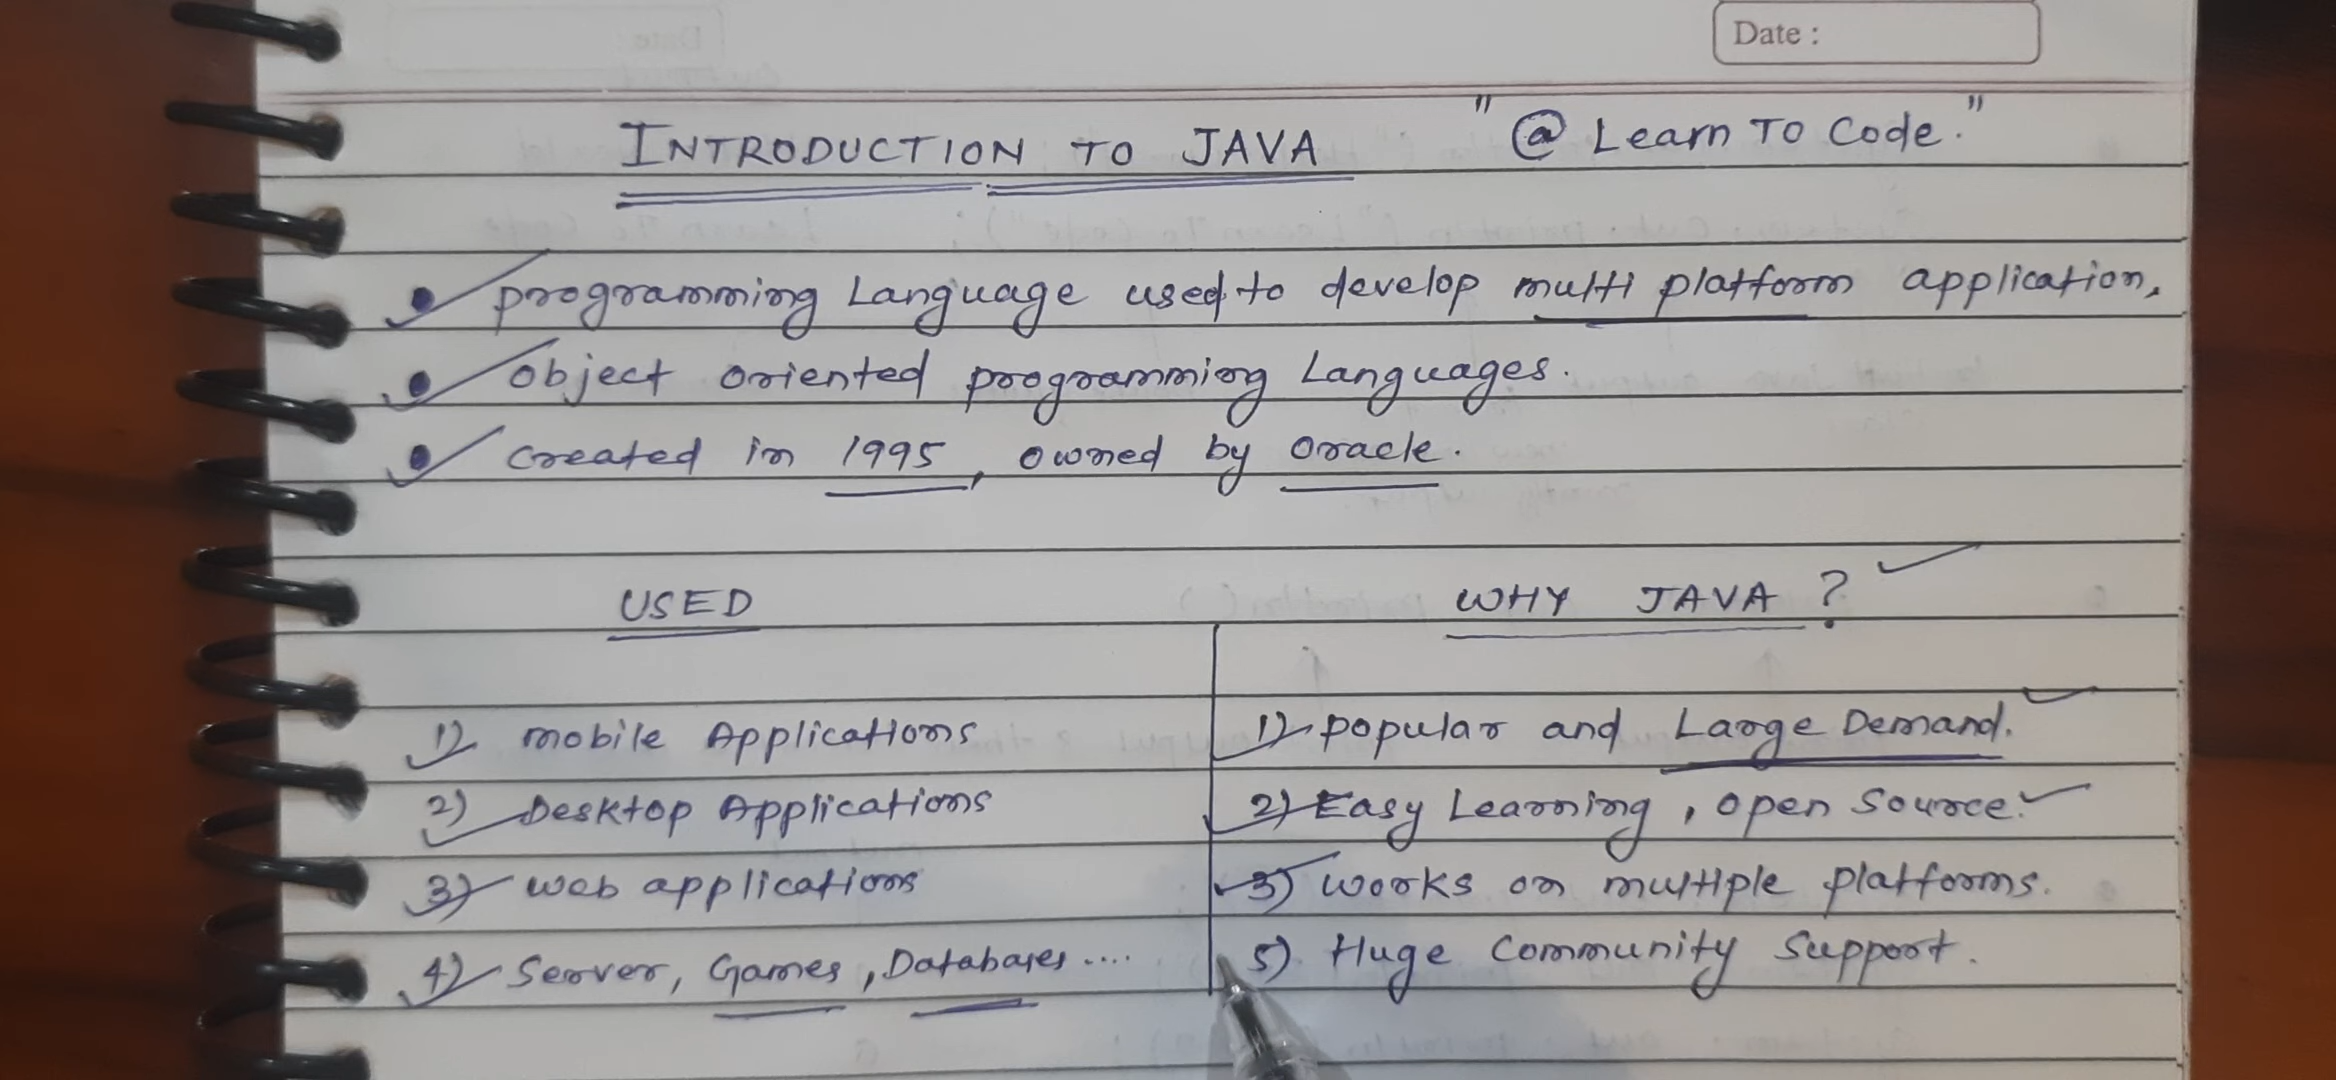 Date :
INTRODUCTION TO JAVA "@ Learn To Code."
programming Language used to develop multi platform application.
object oriented programming Languages.
created in 1995, owned by Oracle.
USED WHY JAVA ?
1) mobile Applications 1) popular and Large Demand.
2) Desktop Applications 2) Easy Learning, open source.
3) web applications 3) works on multiple platforms.
4) Server, Games, Databases .... 5) Huge Community Support.